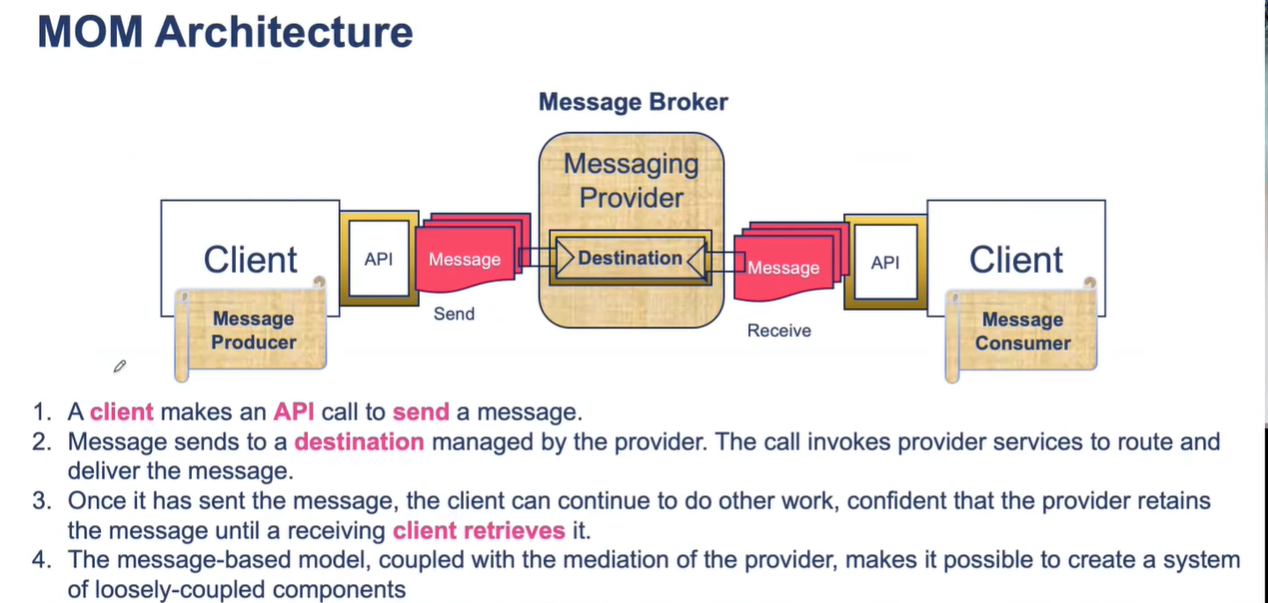 MOM Architecture
Message Broker
Messaging
Provider
Client
API
Message
Destination
Message
API
Client
Message
Producer
Send
Receive
Message
Consumer
1. A client makes an API call to send a message.
2. Message sends to a destination managed by the provider. The call invokes provider services to route and
deliver the message.
3. Once it has sent the message, the client can continue to do other work, confident that the provider retains
the message until a receiving client retrieves it.
4. The message-based model, coupled with the mediation of the provider, makes it possible to create a system
of loosely-coupled components